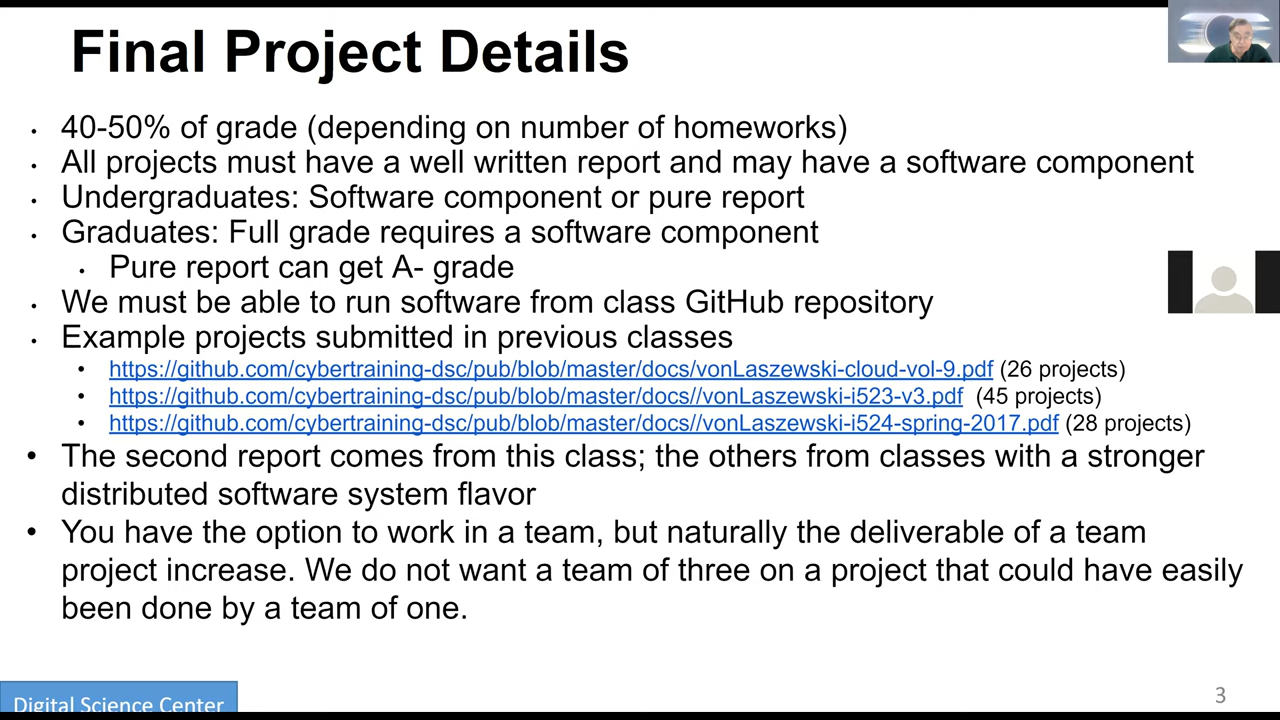 Final Project Details
• 40-50% of grade (depending on number of homeworks)
• All projects must have a well written report and may have a software component
• Undergraduates: Software component or pure report
• Graduates: Full grade requires a software component
• Pure report can get A- grade
• We must be able to run software from class GitHub repository
• Example projects submitted in previous classes
• https://github.com/cybertraining-dsc/pub/blob/master/docs/vonLaszewski-cloud-vol-9.pdf (26 projects)
• https://github.com/cybertraining-dsc/pub/blob/master/docs//vonLaszewski-i523-v3.pdf (45 projects)
• https://github.com/cybertraining-dsc/pub/blob/master/docs//vonLaszewski-i524-spring-2017.pdf (28 projects)
• The second report comes from this class; the others from classes with a stronger
distributed software system flavor
• You have the option to work in a team, but naturally the deliverable of a team
project increase. We do not want a team of three on a project that could have easily
been done by a team of one.
Digital Science Center
3